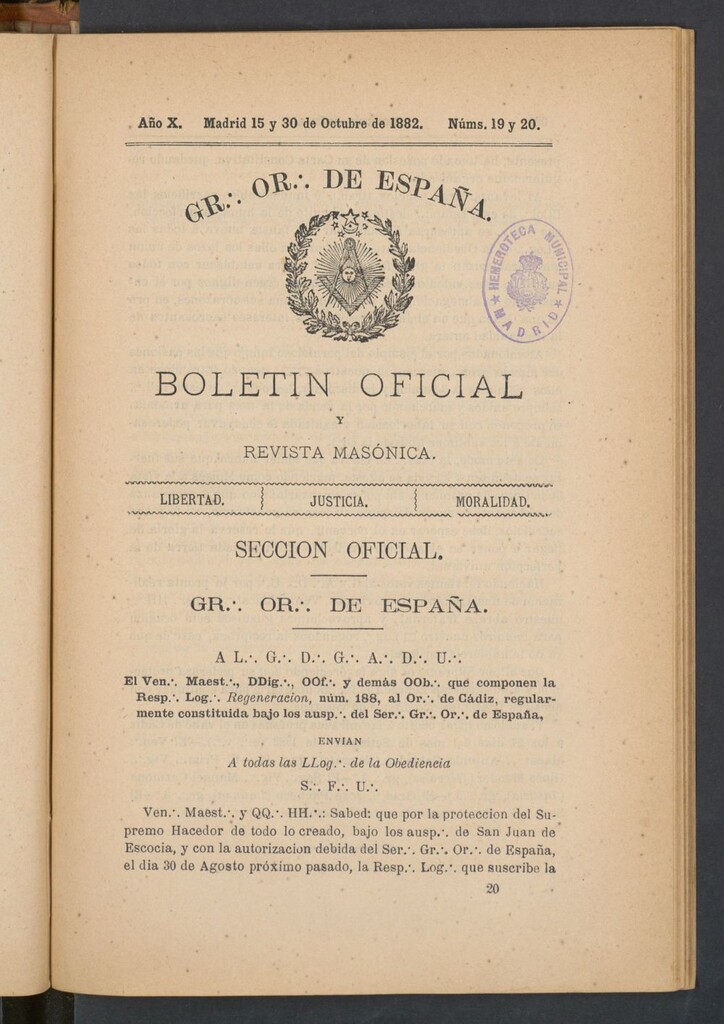 Año X. Madrid 15 y 30 de Octubre de 1882. Núms. 19 y 20.
GR.·. OR.·. DE ESPAÑA.
HEMEROTECA MUNICIPAL
MADRID
BOLETIN OFICIAL
Y
REVISTA MASÓNICA.
LIBERTAD. JUSTICIA. MORALIDAD.
SECCION OFICIAL.
GR.·. OR.·. DE ESPAÑA.
A L.·. G.·. D.·. G.·. A.·. D.·. U.·.
El Ven.·. Maest.·., DDig.·., OOf.·. y demás OOb.·. que componen la
Resp.·. Log.·. Regeneracion, núm. 188, al Or.·. de Cádiz, regular-
mente constituida bajo los ausp.·. del Ser.·. Gr.·. Or.·. de España,
ENVIAN
A todas las LLog.·. de la Obediencia
S.·. F.·. U.·.
Ven.·. Maest.·. y QQ.·. HH.·.: Sabed: que por la proteccion del Su-
premo Hacedor de todo lo creado, bajo los ausp.·. de San Juan de
Escocia, y con la autorizacion debida del Ser.·. Gr.·. Or.·. de España,
el dia 30 de Agosto próximo pasado, la Resp.·. Log.·. que suscribe la
20